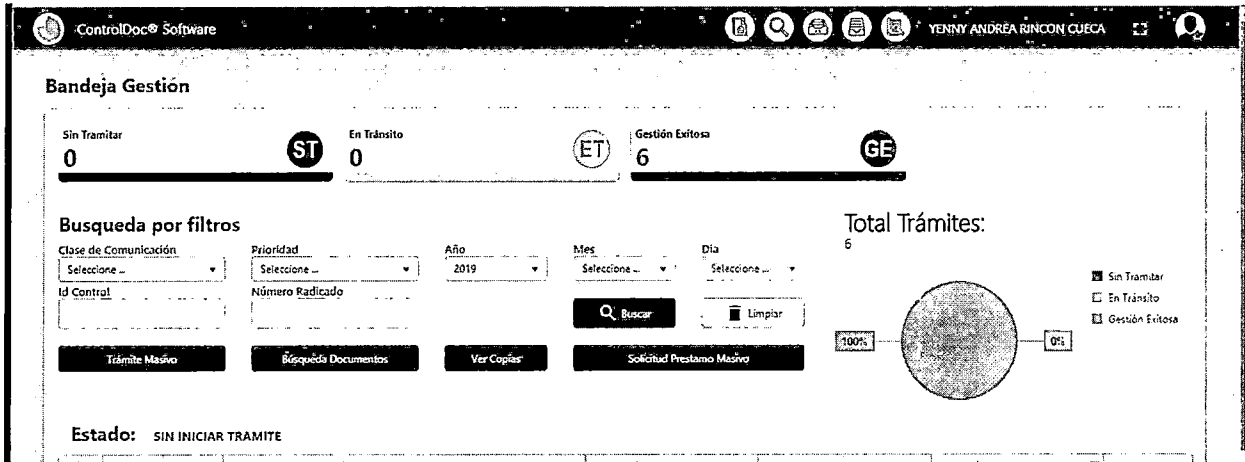 ControlDoc® Software
YENNY ANDREA RINCON CUECA
Bandeja Gestión
Sin Tramitar
0
ST
En Tránsito
0
ET
Gestión Exitosa
6
GE
Busqueda por filtros
Clase de Comunicación
Prioridad
Año
Mes
Dia
Seleccione ...
Seleccione ...
2019
Seleccione ...
Seleccione ...
Id Control
Número Radicado
Buscar
Limpiar
Trámite Masivo
Búsqueda Documentos
Ver Copias
Solicitud Prestamo Masivo
Total Trámites:
6
Sin Tramitar
En Tránsito
Gestión Exitosa
100%
0%
Estado: SIN INICIAR TRAMITE